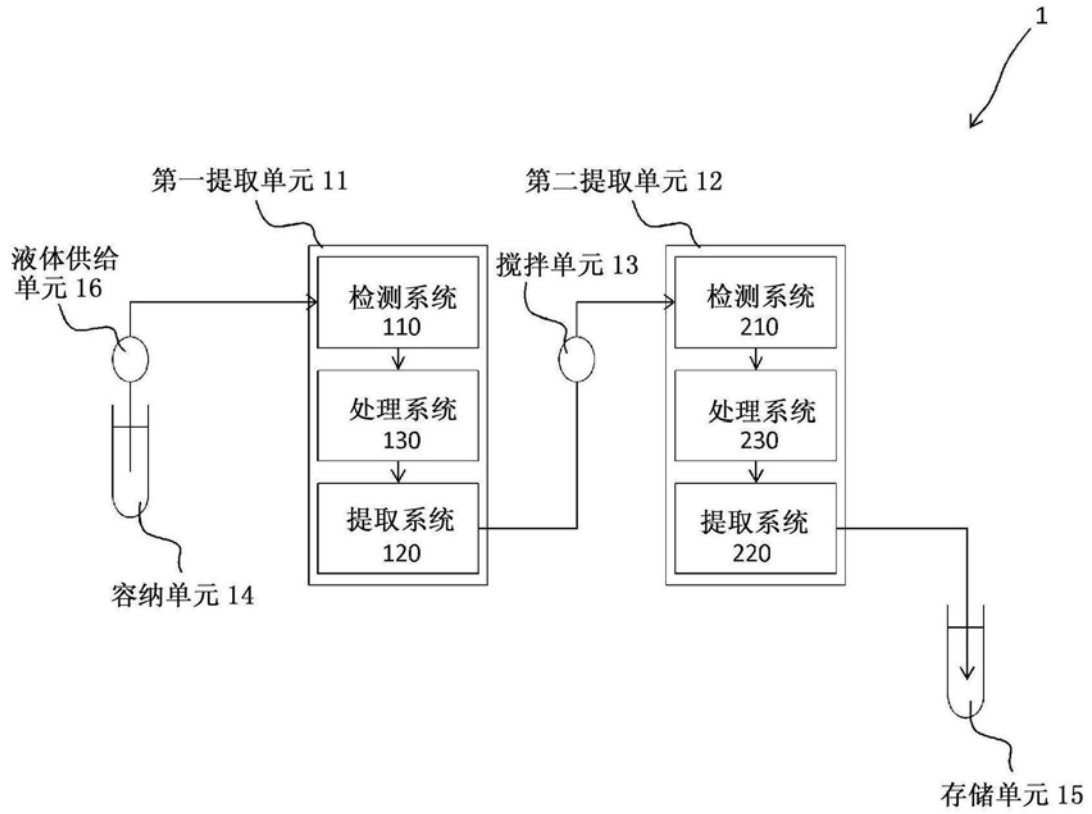 1
第一提取单元 11
第二提取单元 12
液体供给
单元 16
搅拌单元 13
检测系统
110
检测系统
210
处理系统
130
处理系统
230
提取系统
120
提取系统
220
容纳单元 14
存储单元 15